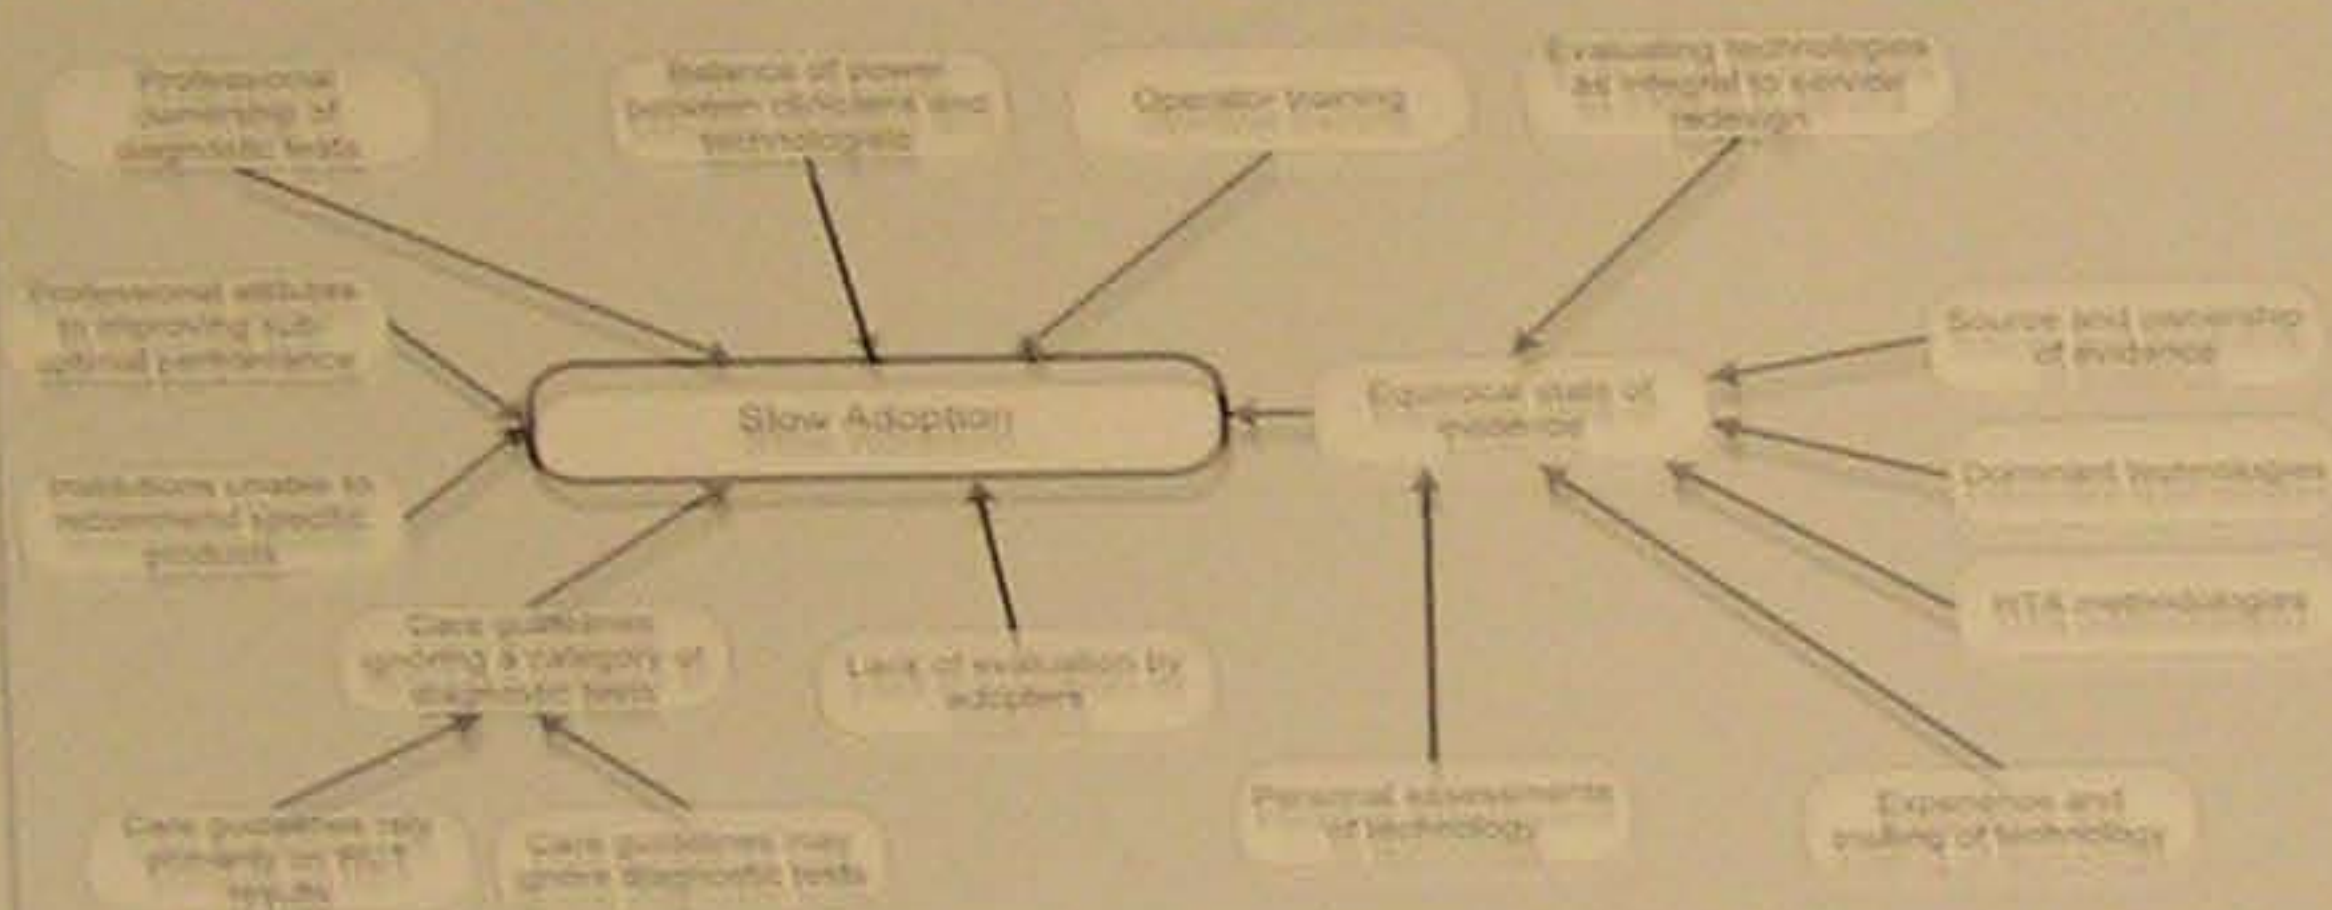 Professional
ownership of
diagnostic tests
Balance of power
between clinicians and
technologists
Operator training
Evaluating technologies
as integral to service
redesign
Professional attitudes
to improving sub-
optimal performance
Source and ownership
of evidence
Slow Adoption
Equivocal state of
evidence
Dominant technologies
Institutions unable to
recommend specific
products
HTA methodologies
Care guidelines
ignoring a category of
diagnostic tests
Lack of evaluation by
adopters
Personal assessments
of technology
Experience and
of technology
Care guidelines rely
primarily on RCT
results
Care guidelines may
ignore diagnostic tests